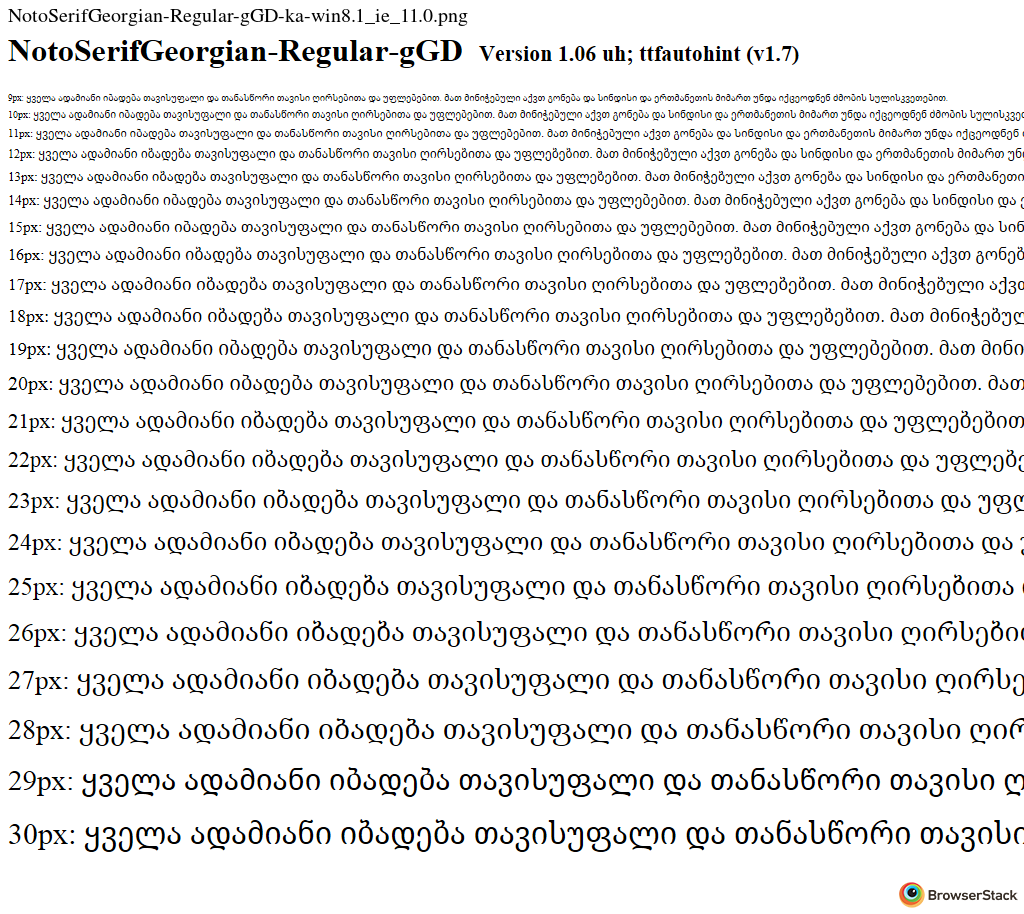 NotoSerifGeorgian-Regular-gGD-ka-win8.1_ie_11.0.png
NotoSerifGeorgian-Regular-gGD Version 1.06 uh; ttfautohint (v1.7)
9px: ყველა ადამიანი იბადება თავისუფალი და თანასწორი თავისი ღირსებითა და უფლებებით. მათ მინიჭებული აქვთ გონება და სინდისი და ერთმანეთის მიმართ უნდა იქცეოდნენ ძმობის სულისკვეთებით.
10px: ყველა ადამიანი იბადება თავისუფალი და თანასწორი თავისი ღირსებითა და უფლებებით. მათ მინიჭებული აქვთ გონება და სინდისი და ერთმანეთის მიმართ უნდა იქცეოდნენ ძმობის სულისკვე
11px: ყველა ადამიანი იბადება თავისუფალი და თანასწორი თავისი ღირსებითა და უფლებებით. მათ მინიჭებული აქვთ გონება და სინდისი და ერთმანეთის მიმართ უნდა იქცეოდნენ
12px: ყველა ადამიანი იბადება თავისუფალი და თანასწორი თავისი ღირსებითა და უფლებებით. მათ მინიჭებული აქვთ გონება და სინდისი და ერთმანეთის მიმართ უნ
13px: ყველა ადამიანი იბადება თავისუფალი და თანასწორი თავისი ღირსებითა და უფლებებით. მათ მინიჭებული აქვთ გონება და სინდისი და ერთმანეთი
14px: ყველა ადამიანი იბადება თავისუფალი და თანასწორი თავისი ღირსებითა და უფლებებით. მათ მინიჭებული აქვთ გონება და სინდისი და ე
15px: ყველა ადამიანი იბადება თავისუფალი და თანასწორი თავისი ღირსებითა და უფლებებით. მათ მინიჭებული აქვთ გონება და სინ
16px: ყველა ადამიანი იბადება თავისუფალი და თანასწორი თავისი ღირსებითა და უფლებებით. მათ მინიჭებული აქვთ გონებ
17px: ყველა ადამიანი იბადება თავისუფალი და თანასწორი თავისი ღირსებითა და უფლებებით. მათ მინიჭებული აქვთ
18px: ყველა ადამიანი იბადება თავისუფალი და თანასწორი თავისი ღირსებითა და უფლებებით. მათ მინიჭებულ
19px: ყველა ადამიანი იბადება თავისუფალი და თანასწორი თავისი ღირსებითა და უფლებებით. მათ მინი
20px: ყველა ადამიანი იბადება თავისუფალი და თანასწორი თავისი ღირსებითა და უფლებებით. მათ
21px: ყველა ადამიანი იბადება თავისუფალი და თანასწორი თავისი ღირსებითა და უფლებებით
22px: ყველა ადამიანი იბადება თავისუფალი და თანასწორი თავისი ღირსებითა და უფლებე
23px: ყველა ადამიანი იბადება თავისუფალი და თანასწორი თავისი ღირსებითა და უფლ
24px: ყველა ადამიანი იბადება თავისუფალი და თანასწორი თავისი ღირსებითა და
25px: ყველა ადამიანი იბადება თავისუფალი და თანასწორი თავისი ღირსებითა
26px: ყველა ადამიანი იბადება თავისუფალი და თანასწორი თავისი ღირსები
27px: ყველა ადამიანი იბადება თავისუფალი და თანასწორი თავისი ღირსე
28px: ყველა ადამიანი იბადება თავისუფალი და თანასწორი თავისი ღირ
29px: ყველა ადამიანი იბადება თავისუფალი და თანასწორი თავისი ღ
30px: ყველა ადამიანი იბადება თავისუფალი და თანასწორი თავისი
BrowserStack